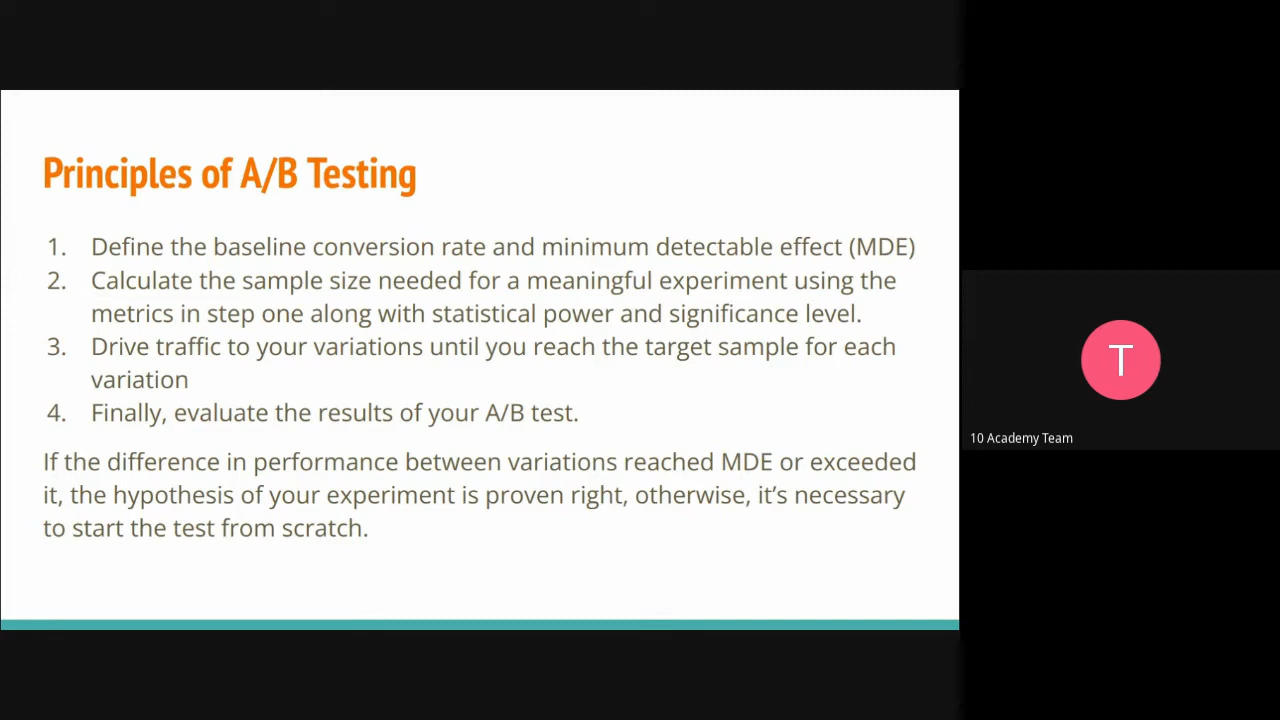 Principles of A/B Testing
1. Define the baseline conversion rate and minimum detectable effect (MDE)
2. Calculate the sample size needed for a meaningful experiment using the
metrics in step one along with statistical power and significance level.
3. Drive traffic to your variations until you reach the target sample for each
variation
4. Finally, evaluate the results of your A/B test.
If the difference in performance between variations reached MDE or exceeded
it, the hypothesis of your experiment is proven right, otherwise, it’s necessary
to start the test from scratch.
T
10 Academy Team